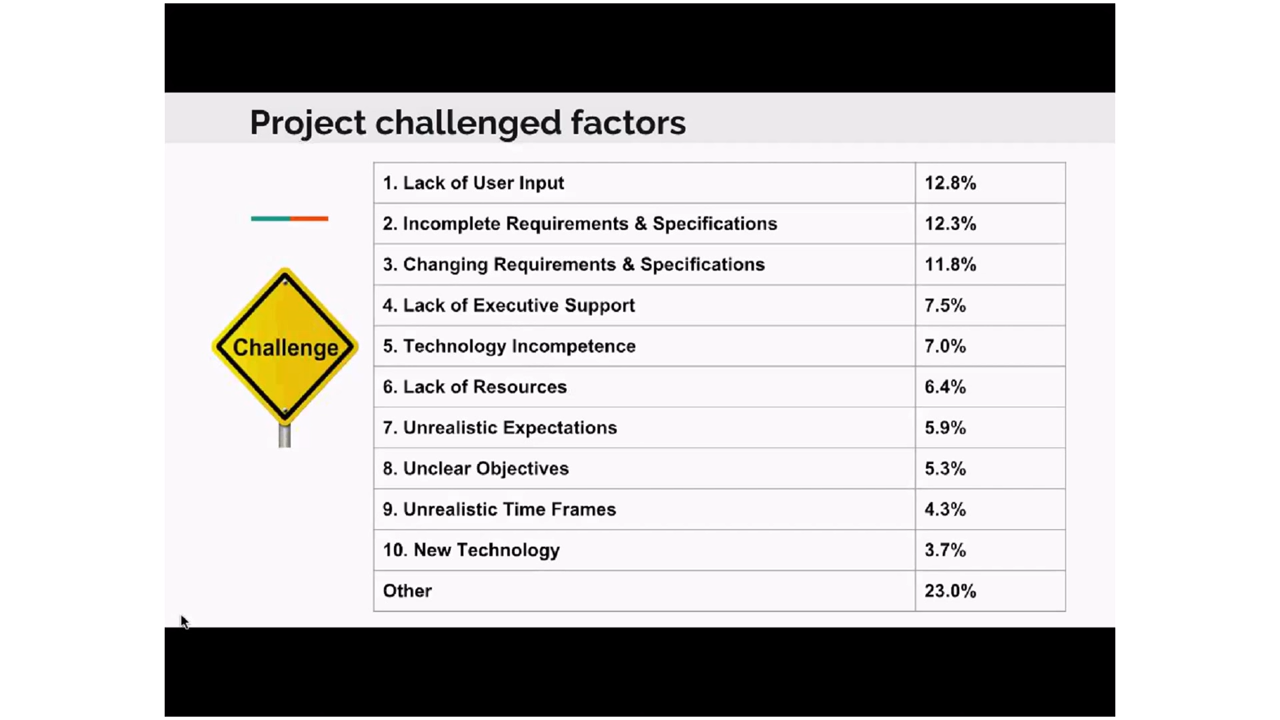 Project challenged factors
1. Lack of User Input 12.8%
2. Incomplete Requirements & Specifications 12.3%
3. Changing Requirements & Specifications 11.8%
4. Lack of Executive Support 7.5%
5. Technology Incompetence 7.0%
6. Lack of Resources 6.4%
7. Unrealistic Expectations 5.9%
8. Unclear Objectives 5.3%
9. Unrealistic Time Frames 4.3%
10. New Technology 3.7%
Other 23.0%
Challenge